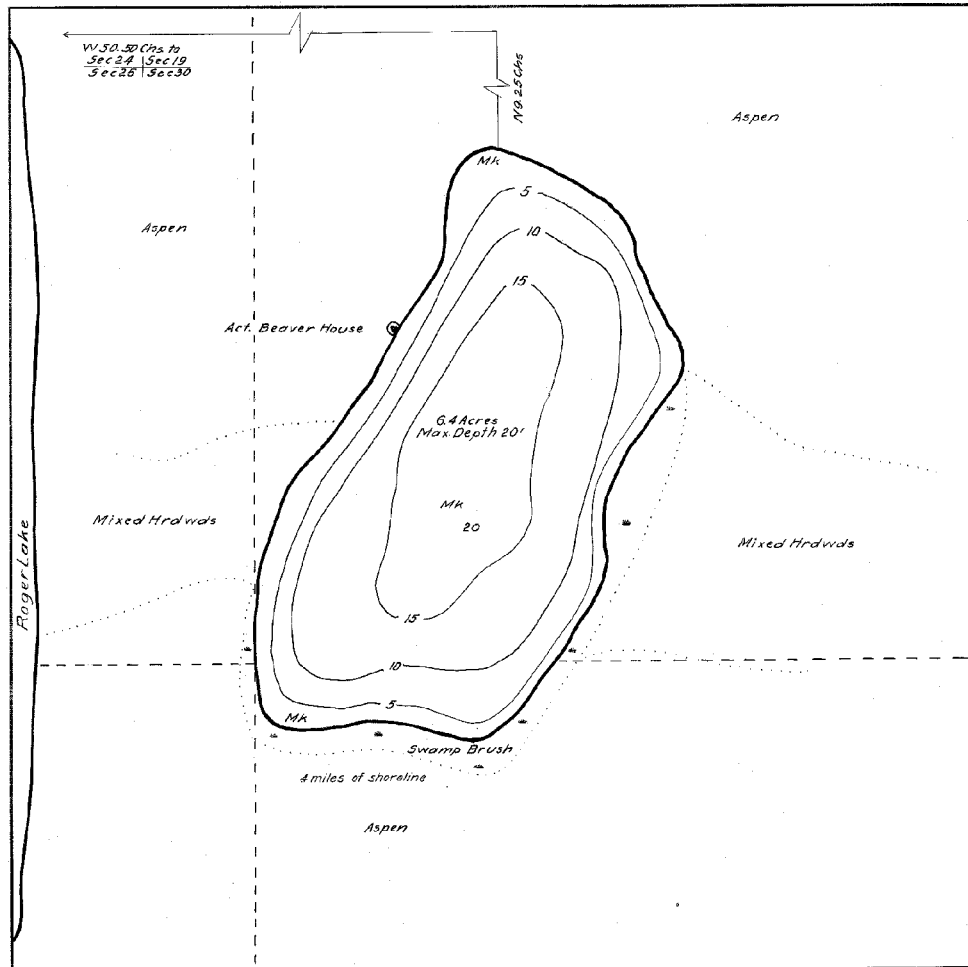 W 50.50 Chs. to
Sec 24 | Sec 19
Sec 25 | Sec 30
N 9.25 Chs
Aspen
Mk
5
10
Aspen
15
Act. Beaver House
6.4 Acres
Max. Depth 20'
Mk
20
Mixed Hrdwds
Mixed Hrdwds
Roger Lake
15
10
5
Mk
Swamp Brush
4 miles of shoreline
Aspen